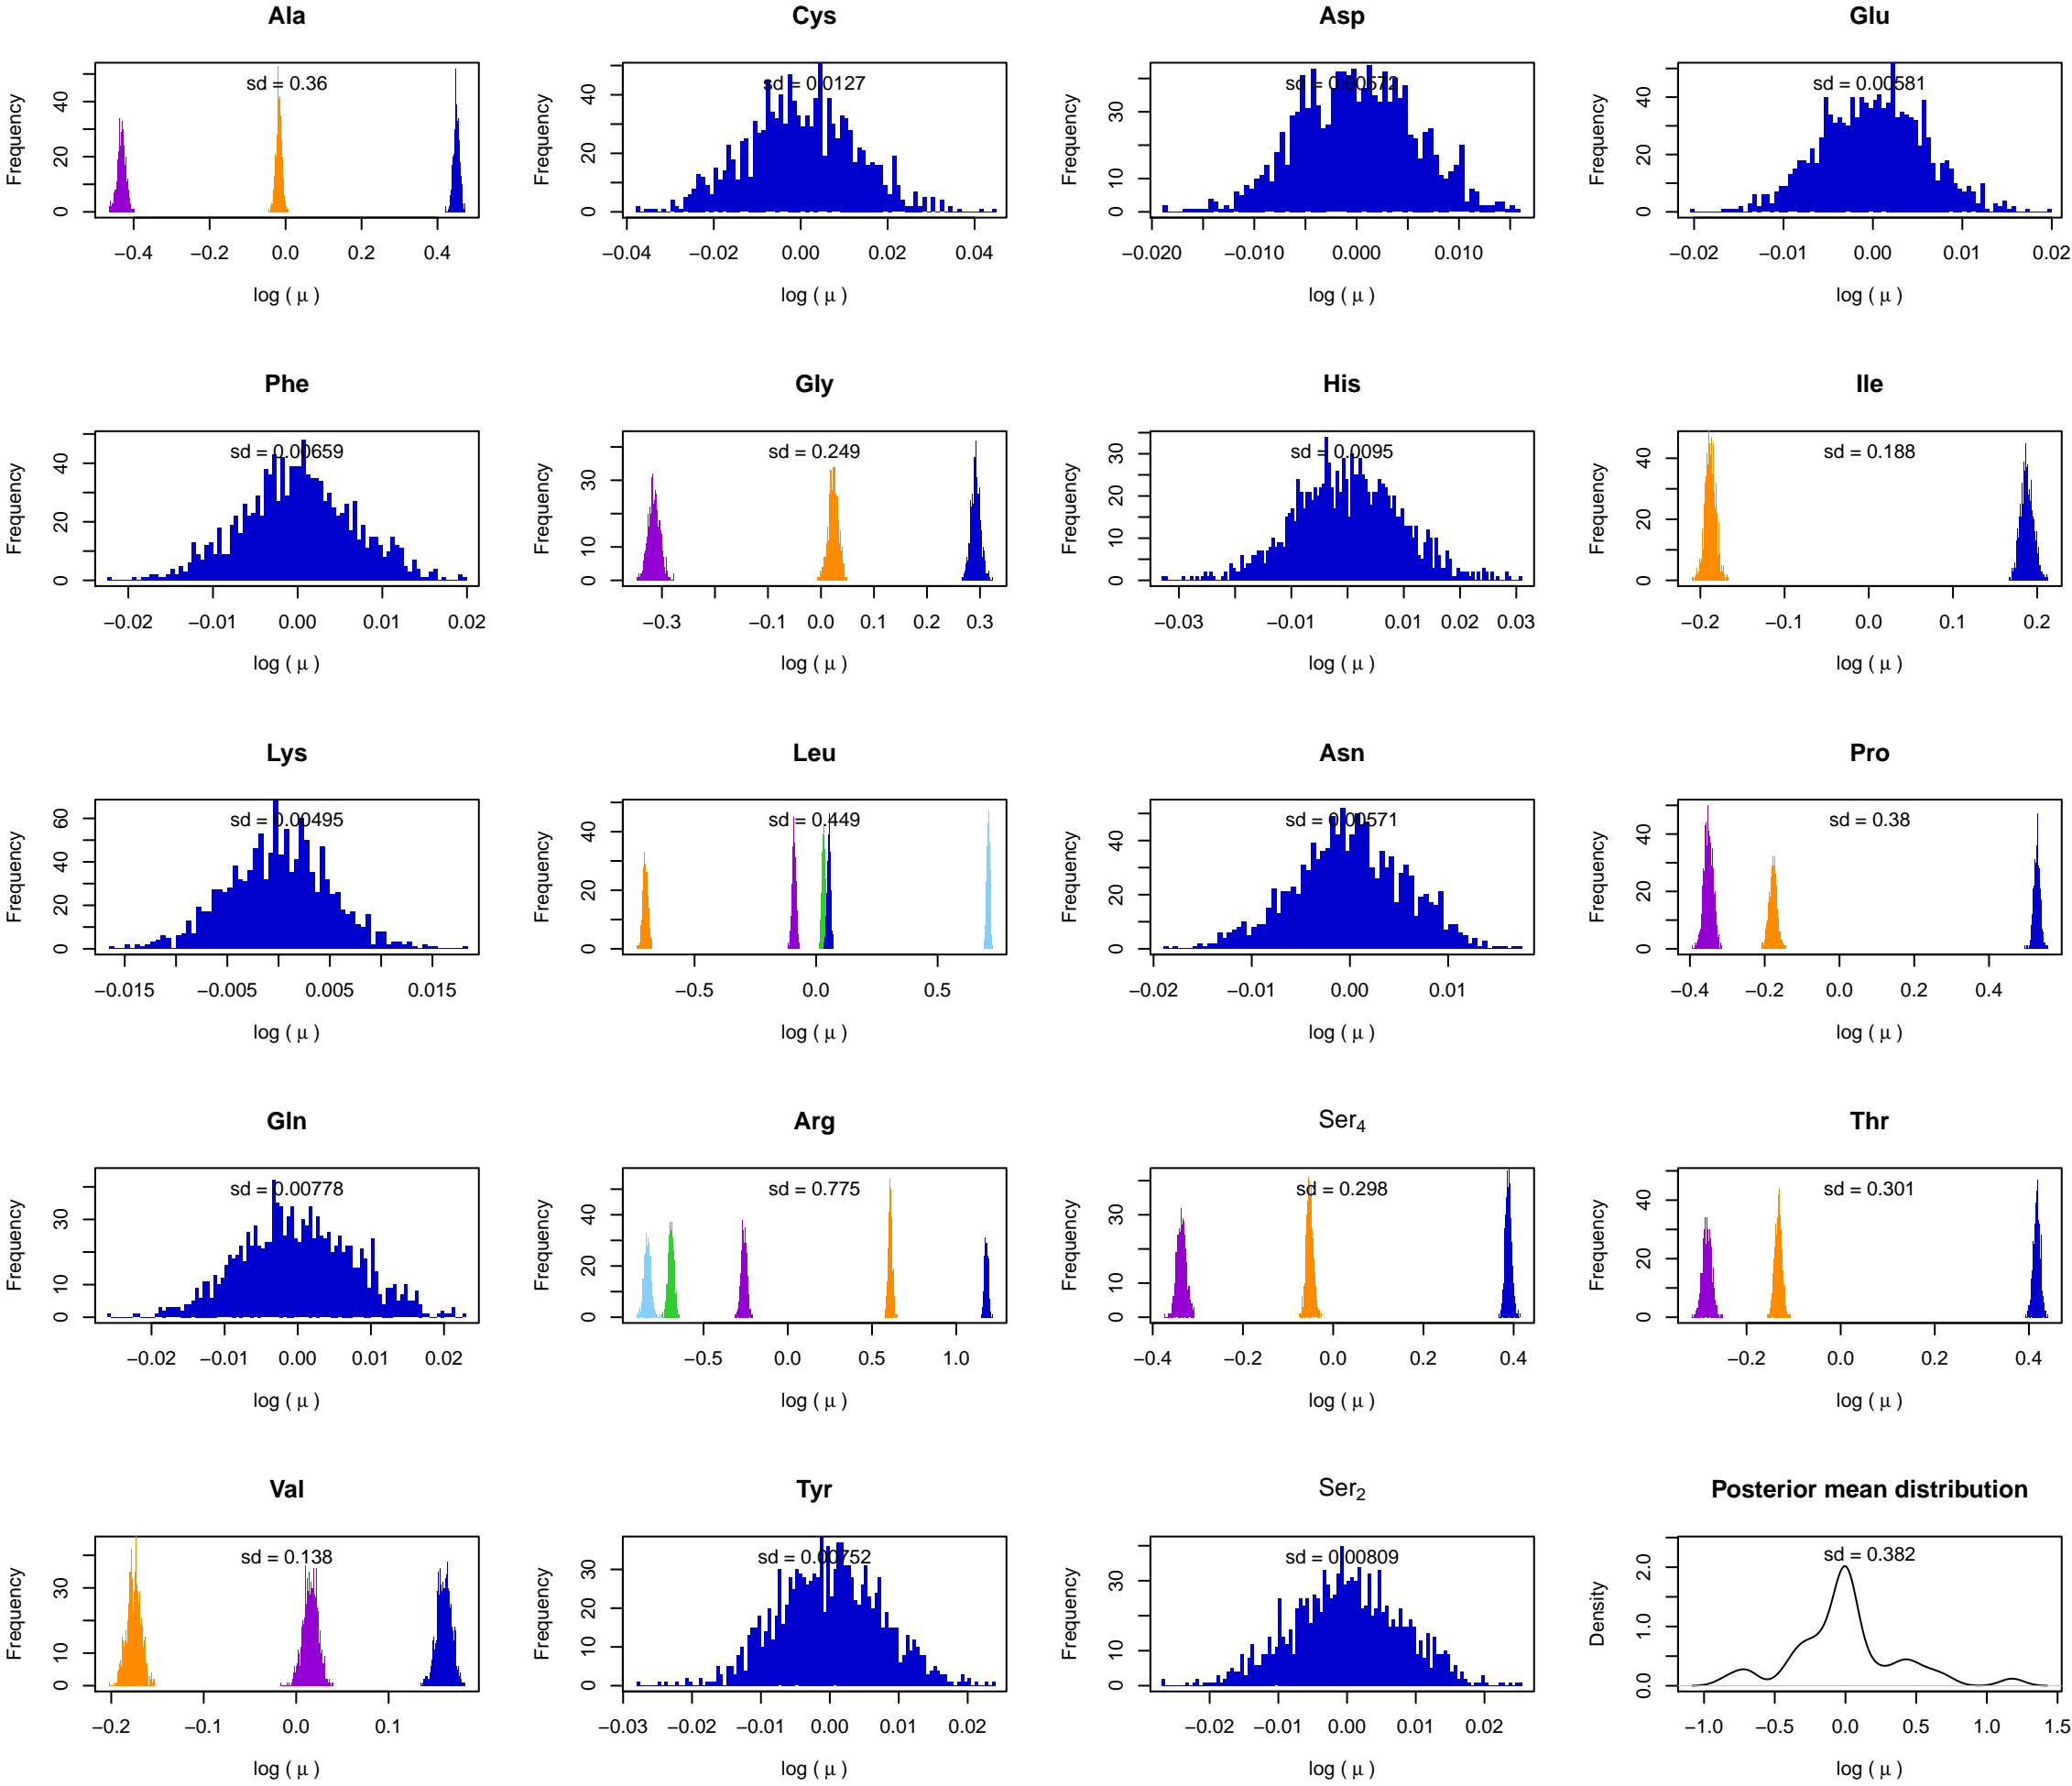 Ala Cys Asp Glu
sd = 0.36 sd = 0.0127 sd = 0.00572 sd = 0.00581
Frequency Frequency Frequency Frequency
0 20 40 0 20 40 0 10 30 0 20 40
−0.4 −0.2 0.0 0.2 0.4 −0.04 −0.02 0.00 0.02 0.04 −0.020 −0.010 0.000 0.010 −0.02 −0.01 0.00 0.01 0.02
log ( μ ) log ( μ ) log ( μ ) log ( μ )
Phe Gly His Ile
sd = 0.00659 sd = 0.249 sd = 0.0095 sd = 0.188
Frequency Frequency Frequency Frequency
0 20 40 0 10 30 0 10 20 30 0 20 40
−0.02 −0.01 0.00 0.01 0.02 −0.3 −0.1 0.0 0.1 0.2 0.3 −0.03 −0.01 0.01 0.02 0.03 −0.2 −0.1 0.0 0.1 0.2
log ( μ ) log ( μ ) log ( μ ) log ( μ )
Lys Leu Asn Pro
sd = 0.00495 sd = 0.449 sd = 0.00571 sd = 0.38
Frequency Frequency Frequency Frequency
0 20 40 60 0 20 40 0 20 40 0 20 40
−0.015 −0.005 0.005 0.015 −0.5 0.0 0.5 −0.02 −0.01 0.00 0.01 −0.4 −0.2 0.0 0.2 0.4
log ( μ ) log ( μ ) log ( μ ) log ( μ )
Gln Arg Ser4 Thr
sd = 0.00778 sd = 0.775 sd = 0.298 sd = 0.301
Frequency Frequency Frequency Frequency
0 10 30 0 20 40 0 10 30 0 20 40
−0.02 −0.01 0.00 0.01 0.02 −0.5 0.0 0.5 1.0 −0.4 −0.2 0.0 0.2 0.4 −0.2 0.0 0.2 0.4
log ( μ ) log ( μ ) log ( μ ) log ( μ )
Val Tyr Ser2 Posterior mean distribution
sd = 0.138 sd = 0.00752 sd = 0.00809 sd = 0.382
Frequency Frequency Frequency Density
0 10 30 0 10 20 30 0 10 30 0.0 1.0 2.0
−0.2 −0.1 0.0 0.1 −0.03 −0.02 −0.01 0.00 0.01 0.02 −0.02 −0.01 0.00 0.01 0.02 −1.0 −0.5 0.0 0.5 1.0 1.5
log ( μ ) log ( μ ) log ( μ ) log ( μ )